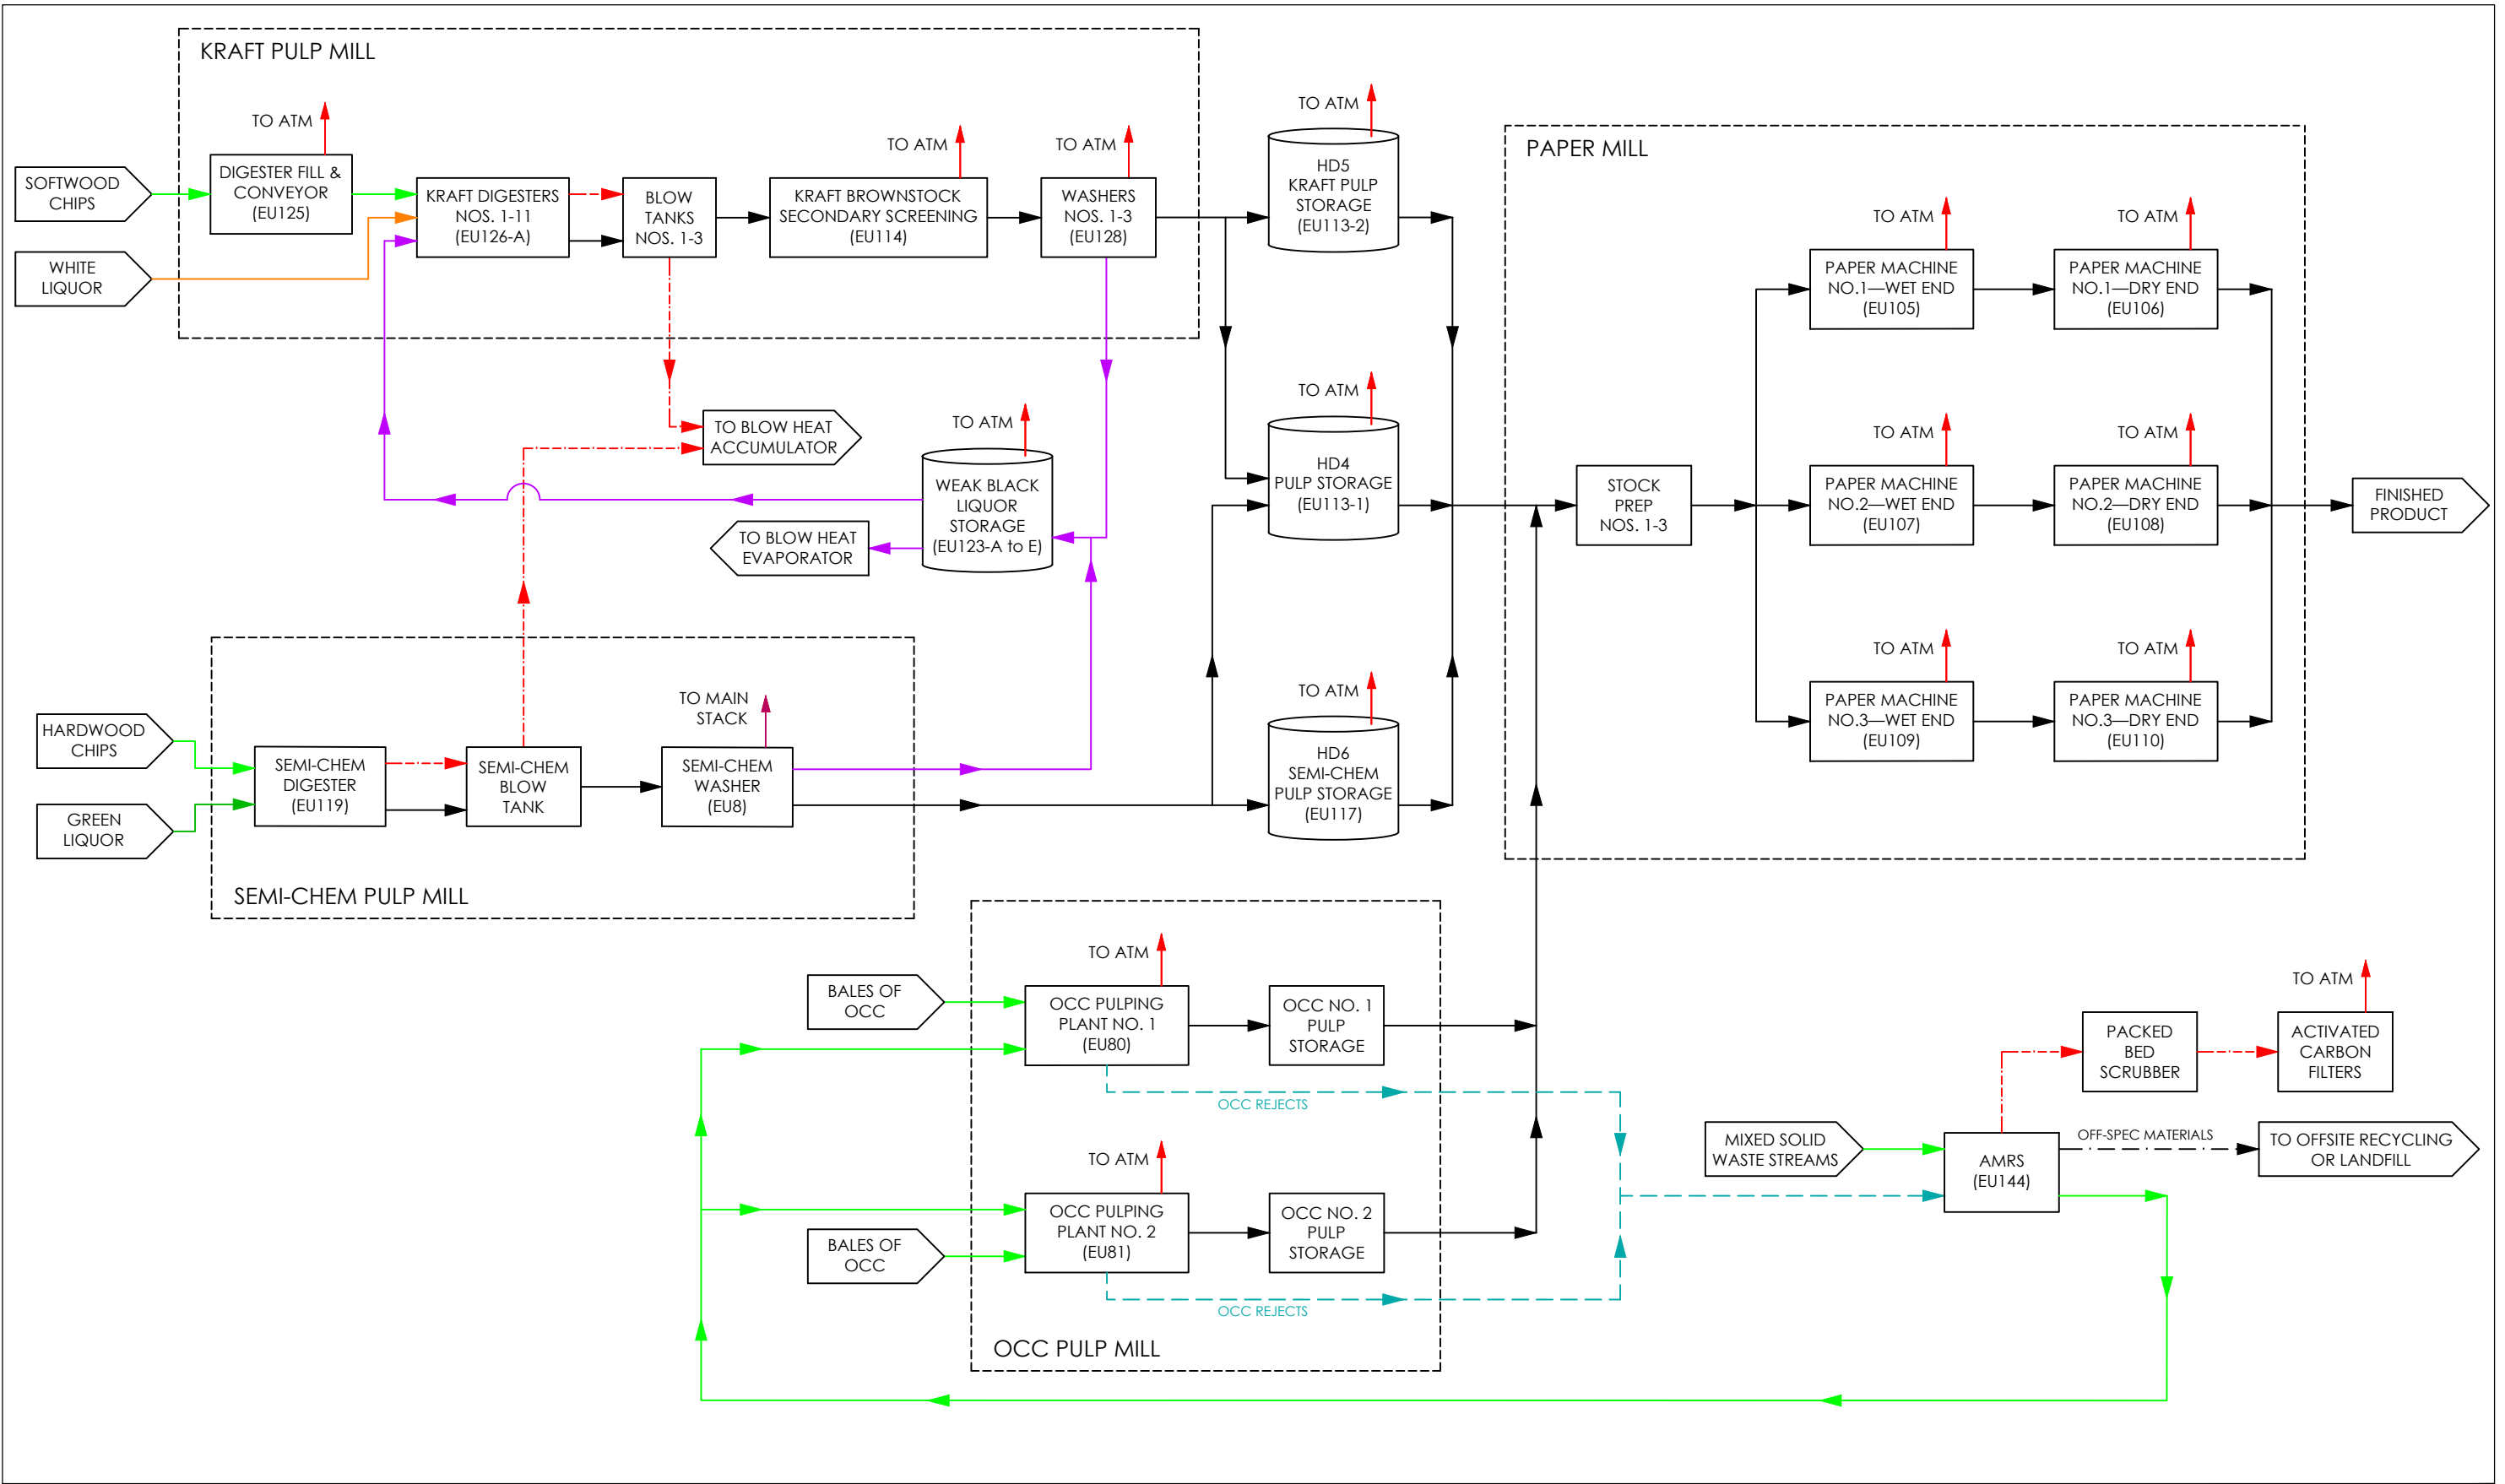 KRAFT PULP MILL
TO ATM
SOFTWOOD
CHIPS
DIGESTER FILL &
CONVEYOR
(EU125)
WHITE
LIQUOR
KRAFT DIGESTERS
NOS. 1-11
(EU126-A)
BLOW
TANKS
NOS. 1-3
TO ATM
KRAFT BROWNSTOCK
SECONDARY SCREENING
(EU114)
TO ATM
WASHERS
NOS. 1-3
(EU128)
TO ATM
HD5
KRAFT PULP
STORAGE
(EU113-2)
TO ATM
HD4
PULP STORAGE
(EU113-1)
TO BLOW HEAT
ACCUMULATOR
TO ATM
WEAK BLACK
LIQUOR
STORAGE
(EU123-A to E)
TO BLOW HEAT
EVAPORATOR
HARDWOOD
CHIPS
GREEN
LIQUOR
SEMI-CHEM
DIGESTER
(EU119)
SEMI-CHEM
BLOW
TANK
TO MAIN
STACK
SEMI-CHEM
WASHER
(EU8)
SEMI-CHEM PULP MILL
TO ATM
HD6
SEMI-CHEM
PULP STORAGE
(EU117)
PAPER MILL
STOCK
PREP
NOS. 1-3
TO ATM
PAPER MACHINE
NO.1—WET END
(EU105)
TO ATM
PAPER MACHINE
NO.1—DRY END
(EU106)
TO ATM
PAPER MACHINE
NO.2—WET END
(EU107)
TO ATM
PAPER MACHINE
NO.2—DRY END
(EU108)
TO ATM
PAPER MACHINE
NO.3—WET END
(EU109)
TO ATM
PAPER MACHINE
NO.3—DRY END
(EU110)
FINISHED
PRODUCT
BALES OF
OCC
TO ATM
OCC PULPING
PLANT NO. 1
(EU80)
OCC NO. 1
PULP
STORAGE
OCC REJECTS
BALES OF
OCC
TO ATM
OCC PULPING
PLANT NO. 2
(EU81)
OCC NO. 2
PULP
STORAGE
OCC REJECTS
OCC PULP MILL
MIXED SOLID
WASTE STREAMS
AMRS
(EU144)
PACKED
BED
SCRUBBER
TO ATM
ACTIVATED
CARBON
FILTERS
OFF-SPEC MATERIALS
TO OFFSITE RECYCLING
OR LANDFILL